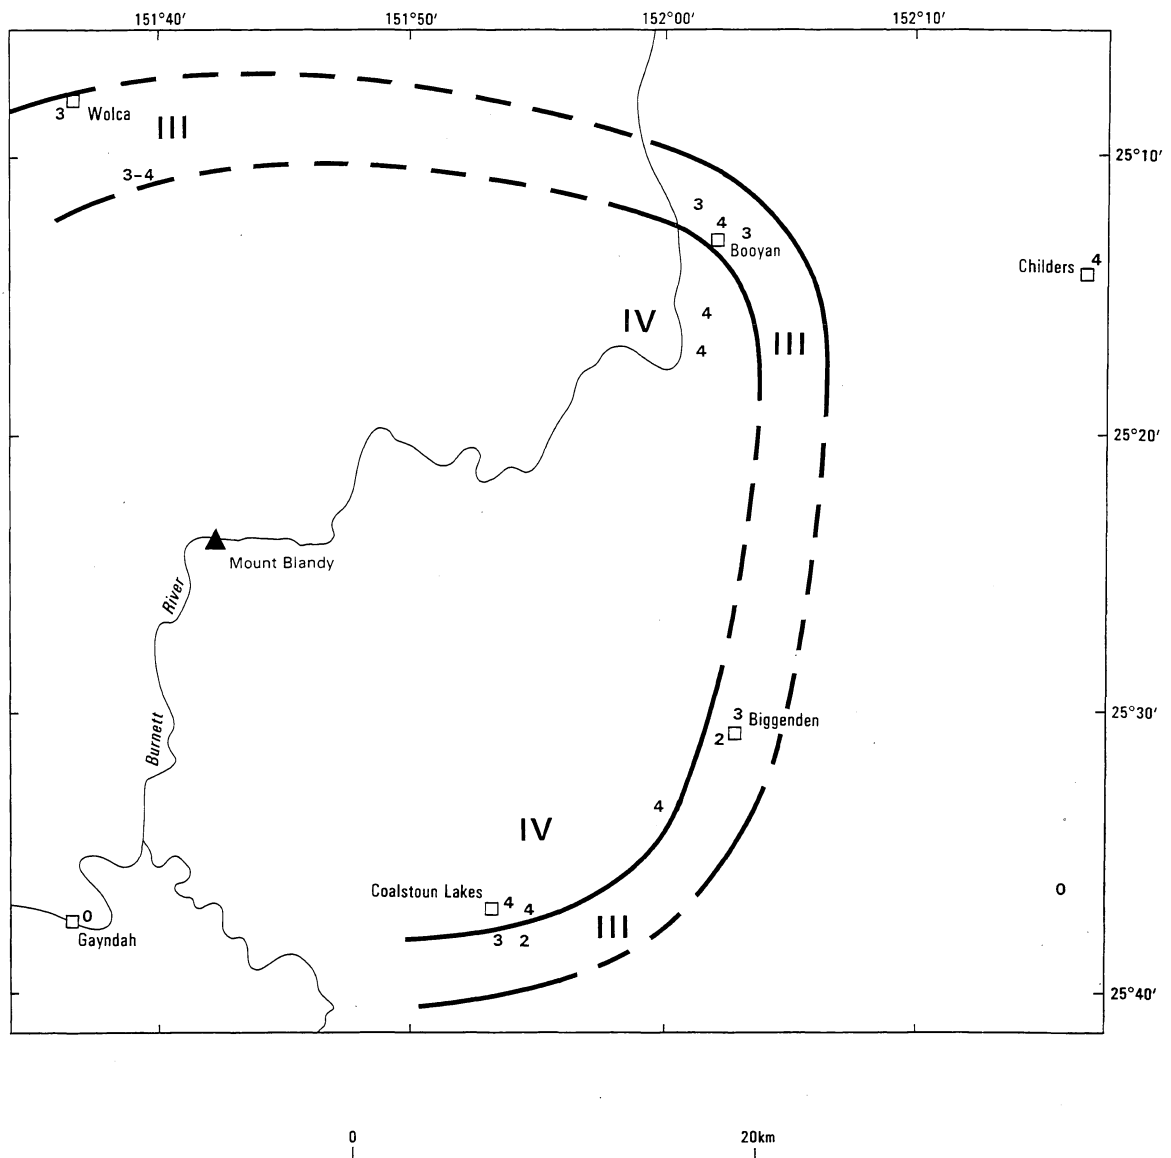 151°40′ 151°50′ 152°00′ 152°10′
3 Wolca
III
25°10′
3-4
3
4 3
Booyan
4
Childers
4
IV
III
4
25°20′
Mount Blandy
River
25°30′
3
Biggenden
2
Burnett
4
IV
Coalstoun Lakes
4 4
0
0
Gayndah
III
3 2
25°40′
0 20km